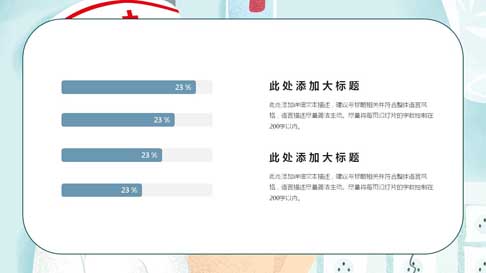 23 %
23 %
23 %
23 %
此处添加大标题
此处添加详细文本描述，建议与标题相关并符合整体语言风
格，语言描述尽量简洁生动。尽量将每页幻灯片的字数控制在
200字以内。
此处添加大标题
此处添加详细文本描述，建议与标题相关并符合整体语言风
格，语言描述尽量简洁生动。尽量将每页幻灯片的字数控制在
200字以内。